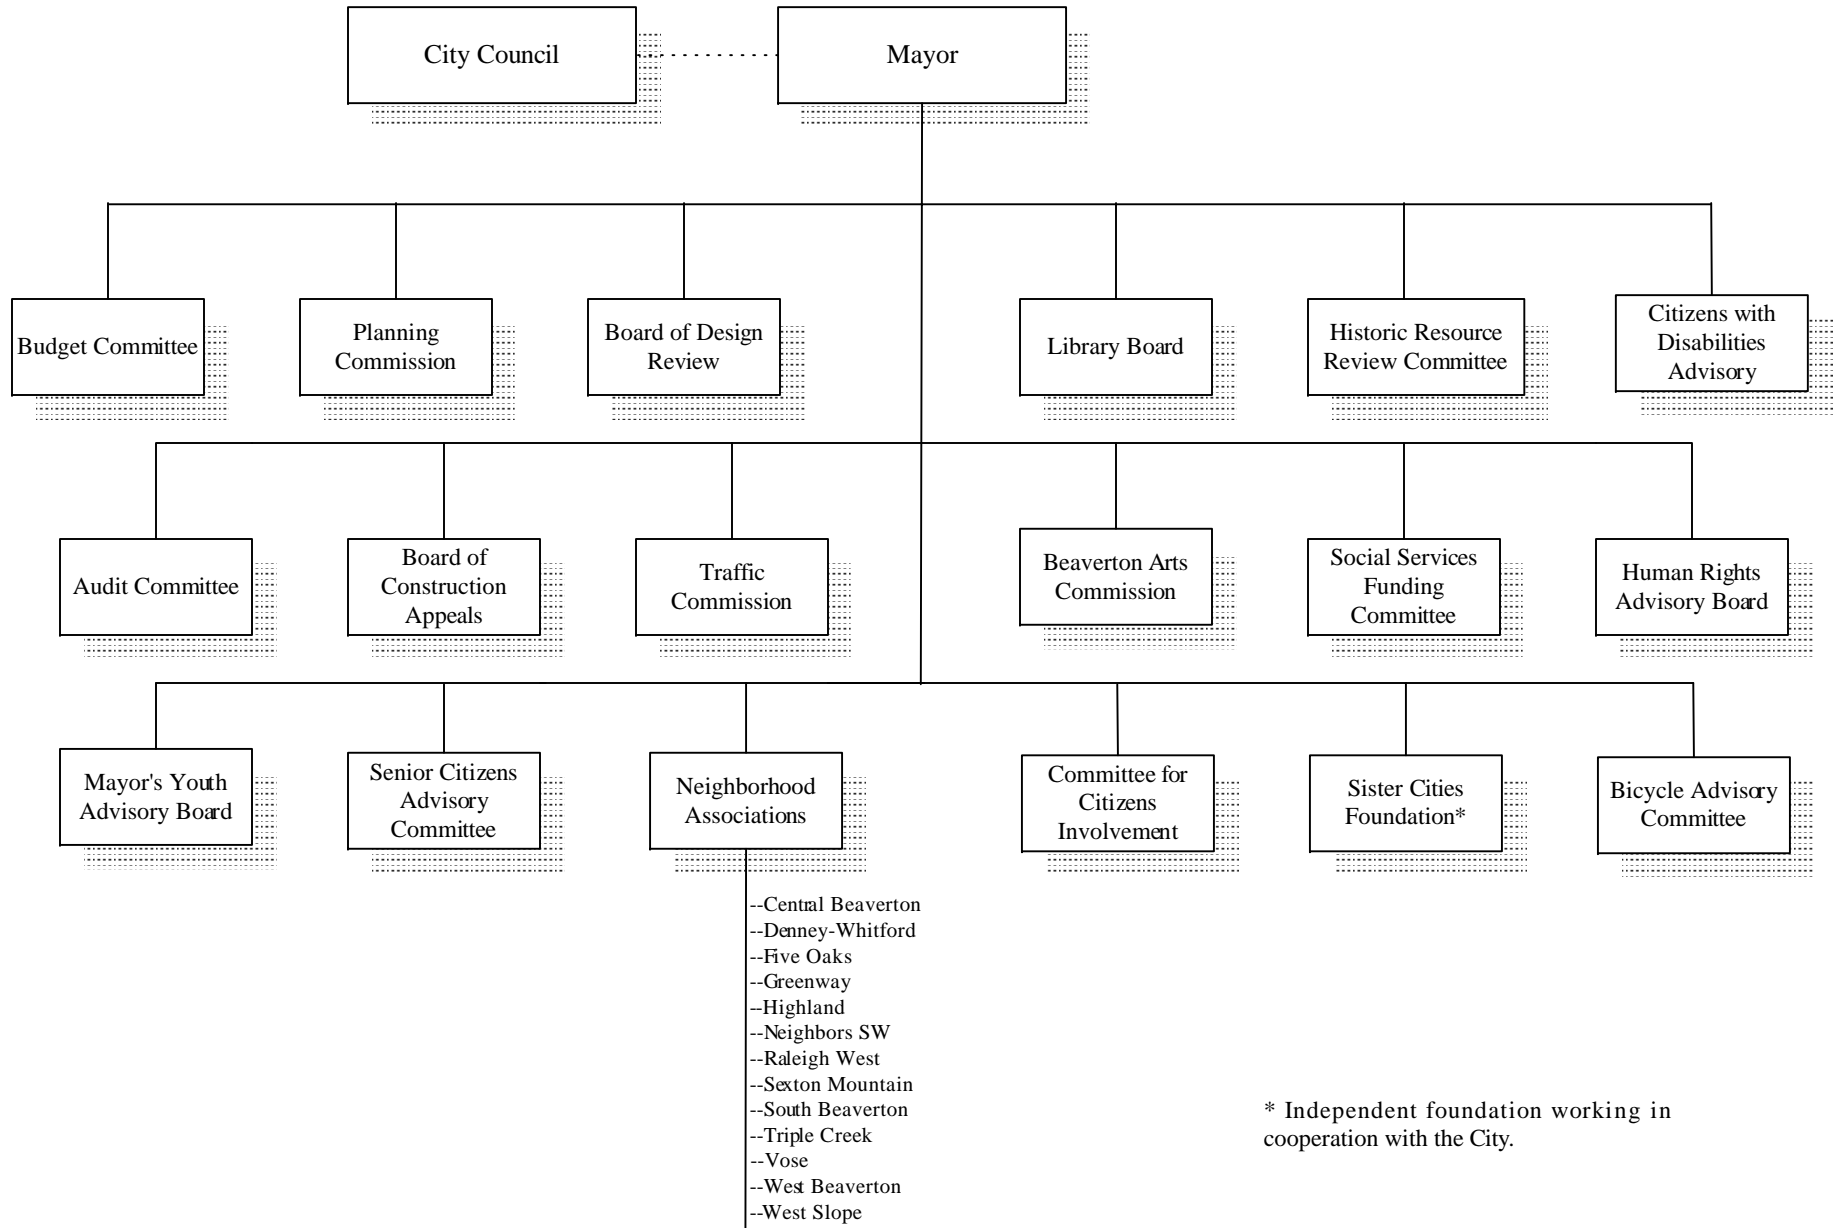 City Council
Mayor
Budget Committee
Planning
Commission
Board of Design
Review
Library Board
Historic Resource
Review Committee
Citizens with
Disabilities
Advisory
Audit Committee
Board of
Construction
Appeals
Traffic
Commission
Beaverton Arts
Commission
Social Services
Funding
Committee
Human Rights
Advisory Board
Mayor's Youth
Advisory Board
Senior Citizens
Advisory
Committee
Neighborhood
Associations
Committee for
Citizens
Involvement
Sister Cities
Foundation*
Bicycle Advisory
Committee
--Central Beaverton
--Denney-Whitford
--Five Oaks
--Greenway
--Highland
--Neighbors SW
--Raleigh West
--Sexton Mountain
--South Beaverton
--Triple Creek
--Vose
--West Beaverton
--West Slope
* Independent foundation working in
cooperation with the City.